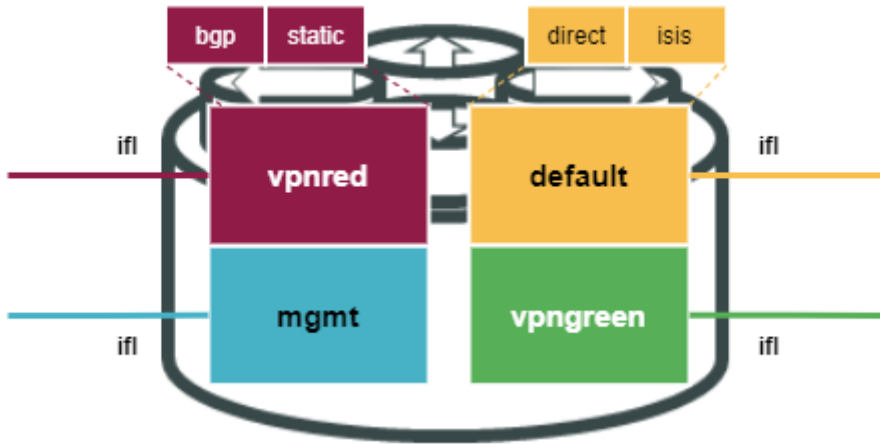 bgp static direct isis
ifl ifl
vpnred default
mgmt vpngreen
ifl ifl